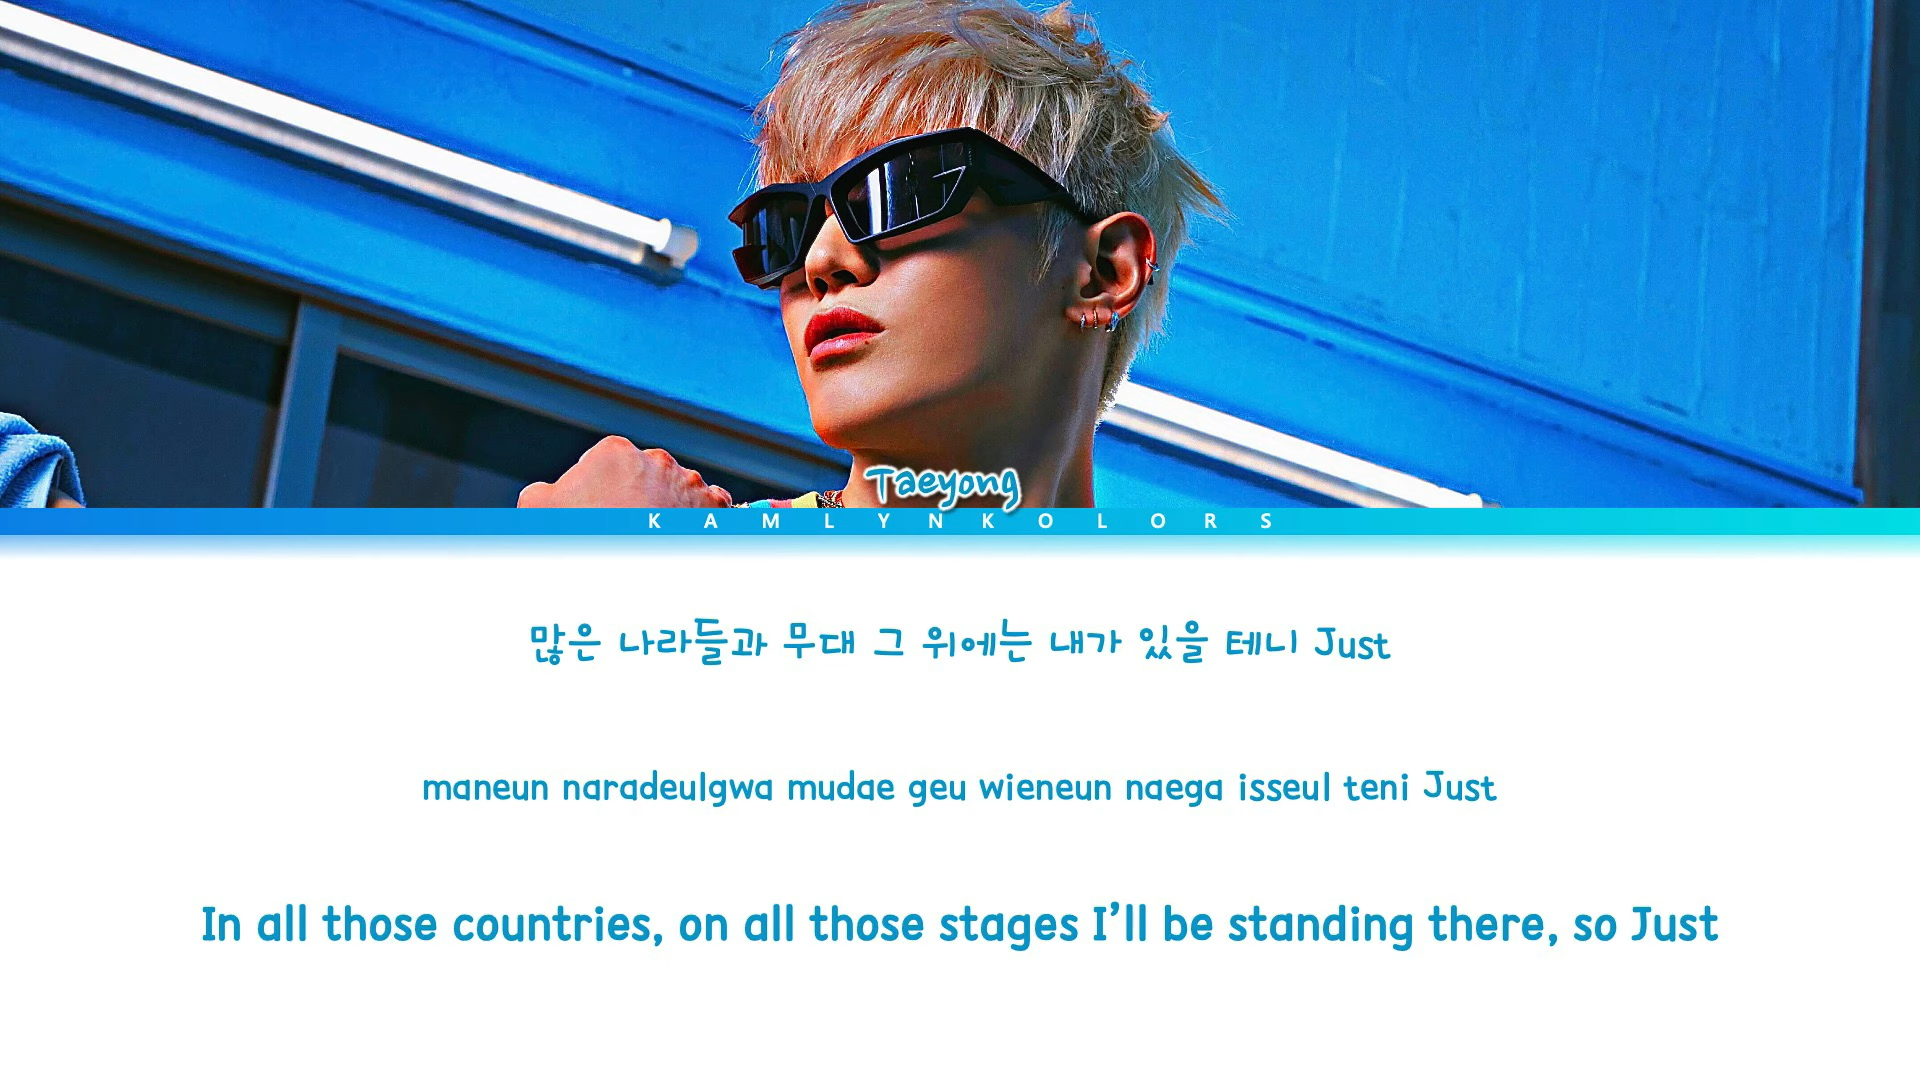 Taeyong
KAMLYNKOLORS
많은 나라들과 무대 그 위에는 내가 있을 테니 Just
maneun naradeulgwa mudae geu wieneun naega isseul teni Just
In all those countries, on all those stages I’ll be standing there, so Just